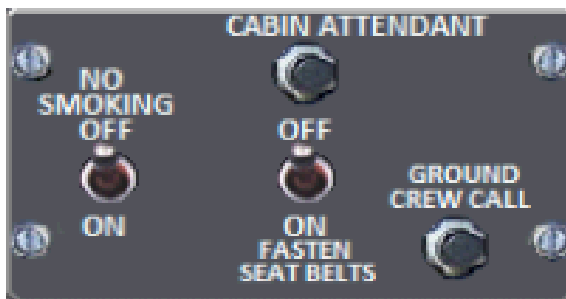 CABIN ATTENDANT
NO
SMOKING
OFF
ON
OFF
ON
FASTEN
SEAT BELTS
GROUND
CREW CALL